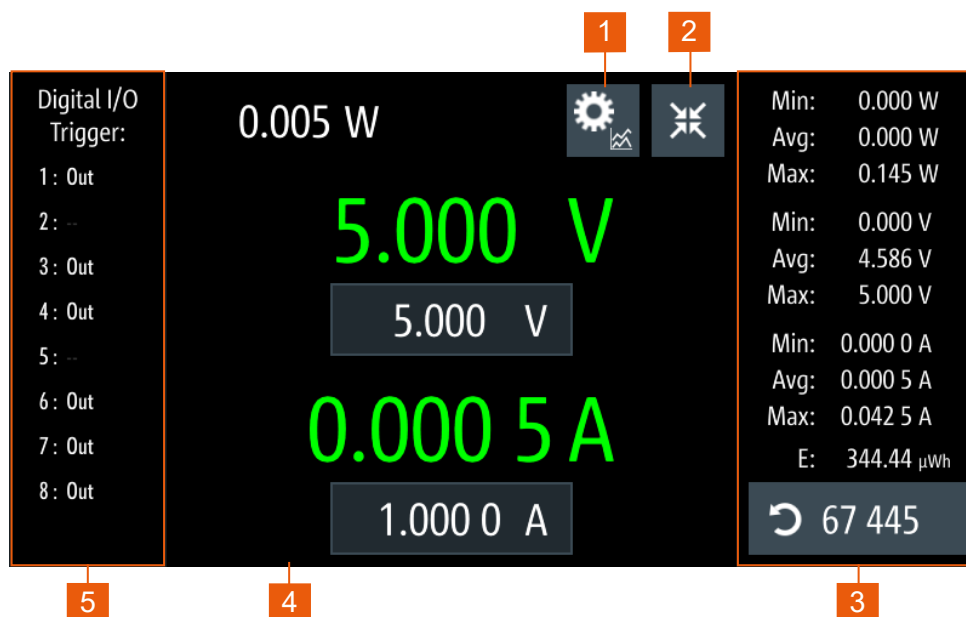 1
2
Digital I/O
Trigger:
1: Out
2: --
3: Out
4: Out
5: --
6: Out
7: Out
8: Out
0.005 W
5.000 V
5.000 V
0.000 5 A
1.000 0 A
Min: 0.000 W
Avg: 0.000 W
Max: 0.145 W
Min: 0.000 V
Avg: 4.586 V
Max: 5.000 V
Min: 0.000 0 A
Avg: 0.000 5 A
Max: 0.042 5 A
E: 344.44 µWh
67 445
5
4
3